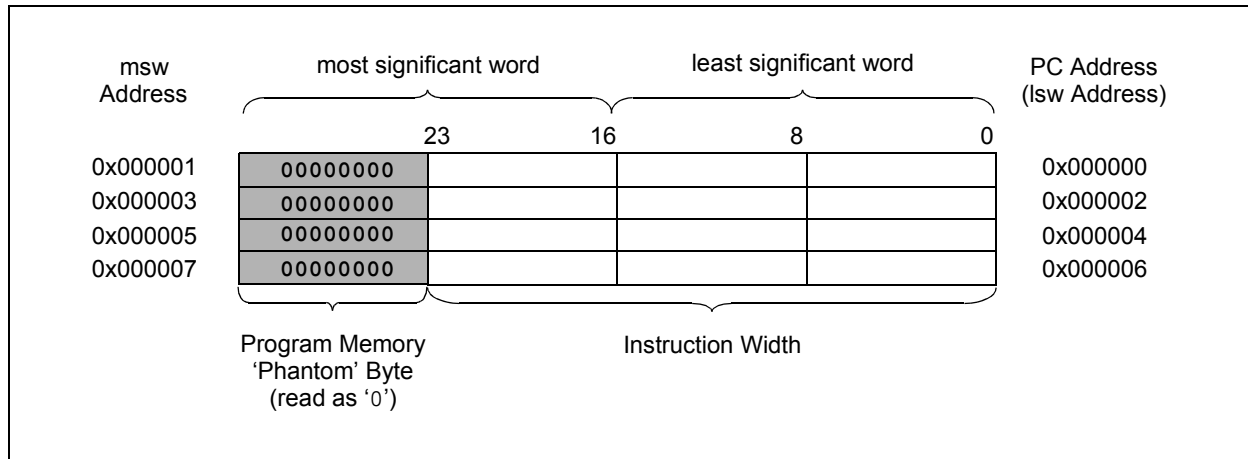 msw
Address
most significant word
least significant word
PC Address
(lsw Address)
23
16
8
0
0x000001
00000000
0x000000
0x000003
00000000
0x000002
0x000005
00000000
0x000004
0x000007
00000000
0x000006
Program Memory
‘Phantom’ Byte
(read as ‘0’)
Instruction Width